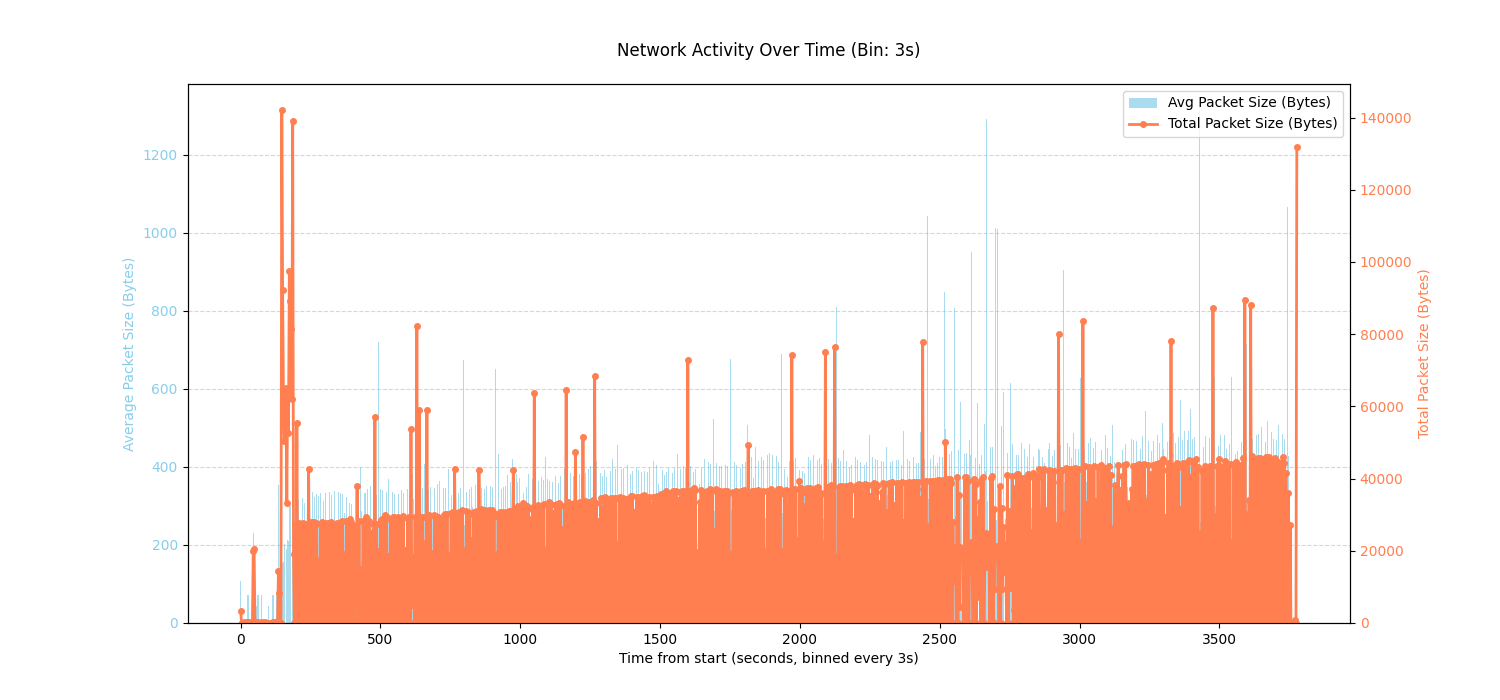 Network Activity Over Time (Bin: 3s)
Avg Packet Size (Bytes)
Total Packet Size (Bytes)
Average Packet Size (Bytes)
1200
1000
800
600
400
200
0
140000
120000
100000
80000
60000
40000
20000
0
Total Packet Size (Bytes)
0 500 1000 1500 2000 2500 3000 3500
Time from start (seconds, binned every 3s)